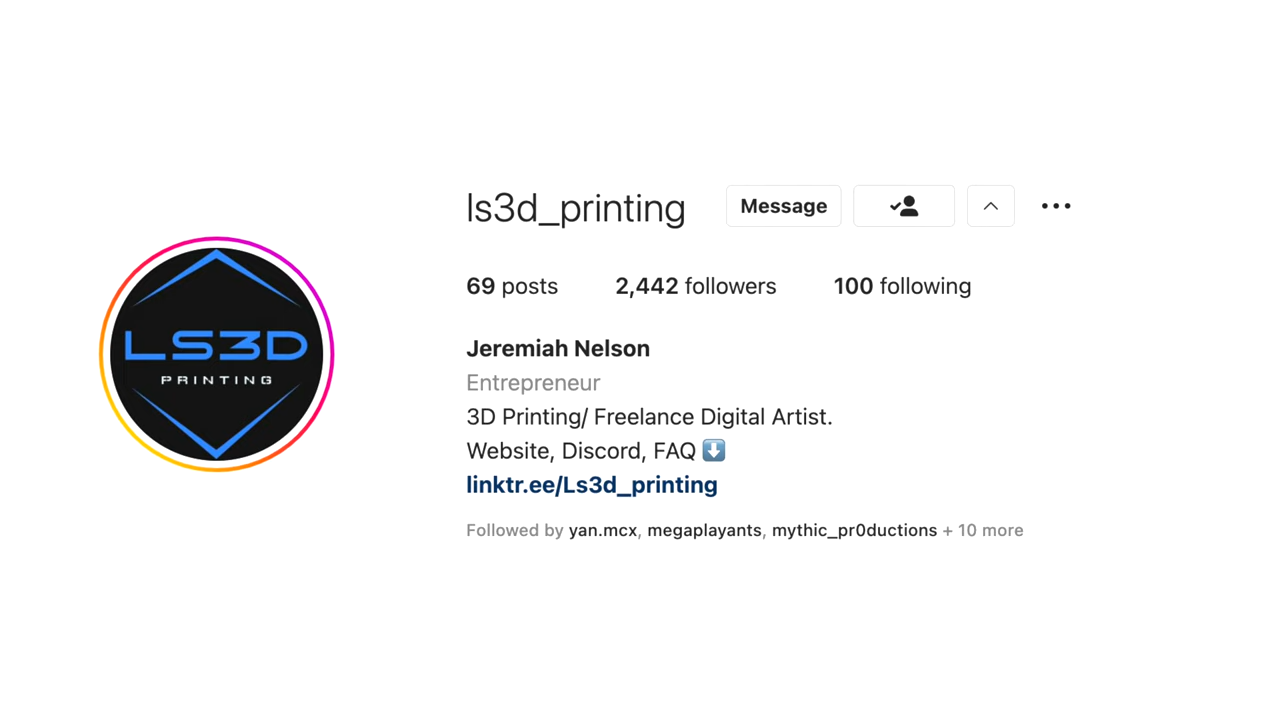 ls3d_printing Message
69 posts 2,442 followers 100 following
LS3D
PRINTING
Jeremiah Nelson
Entrepreneur
3D Printing/ Freelance Digital Artist.
Website, Discord, FAQ ⬇️
linktr.ee/Ls3d_printing
Followed by yan.mcx, megaplayants, mythic_pr0ductions + 10 more